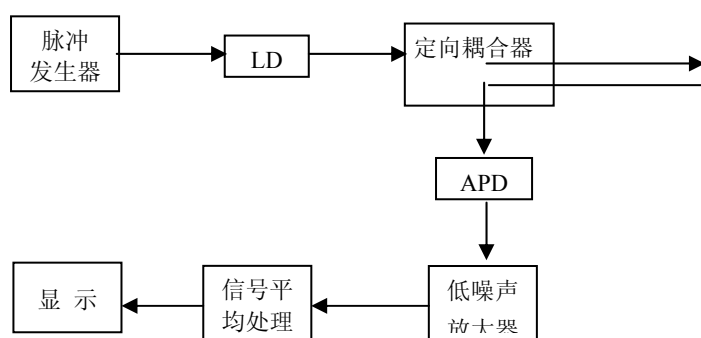 脉冲
发生器
LD
定向耦合器
APD
显 示
信号平
均处理
低噪声
放大器